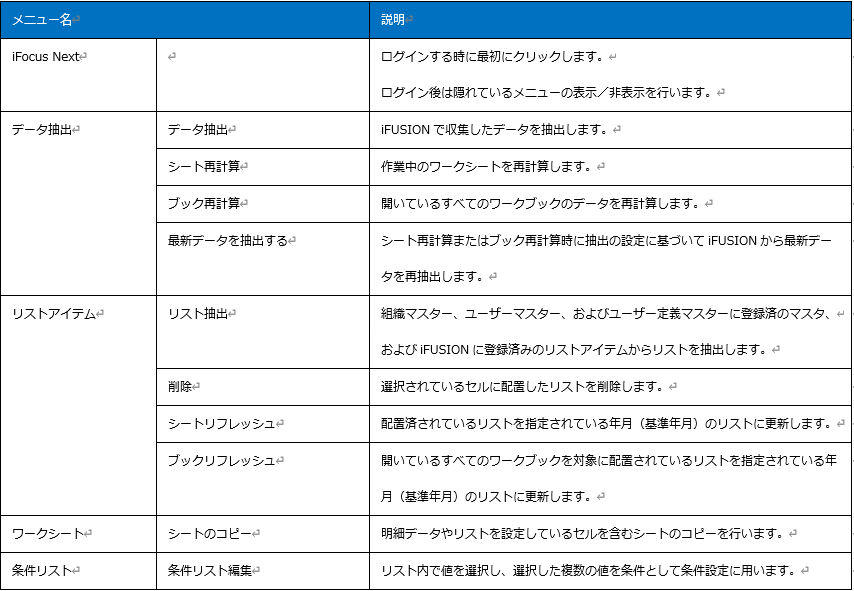 メニュー名
説明
iFocus Next
ログインする時に最初にクリックします。
ログイン後は隠れているメニューの表示／非表示を行います。
データ抽出
データ抽出
iFUSION で収集したデータを抽出します。
シート再計算
作業中のワークシートを再計算します。
ブック再計算
開いているすべてのワークブックのデータを再計算します。
最新データを抽出する
シート再計算またはブック再計算時に抽出の設定に基づいて iFUSION から最新デー
タを再抽出します。
リストアイテム
リスト抽出
組織マスター、ユーザーマスター、およびユーザー定義マスターに登録済のマスタ、
および iFUSION に登録済みのリストアイテムからリストを抽出します。
削除
選択されているセルに配置したリストを削除します。
シートリフレッシュ
配置済されているリストを指定されている年月（基準年月）のリストに更新します。
ブックリフレッシュ
開いているすべてのワークブックを対象に配置されているリストを指定されている年
月（基準年月）のリストに更新します。
ワークシート
シートのコピー
明細データやリストを設定しているセルを含むシートのコピーを行います。
条件リスト
条件リスト編集
リスト内で値を選択し、選択した複数の値を条件として条件設定に用います。